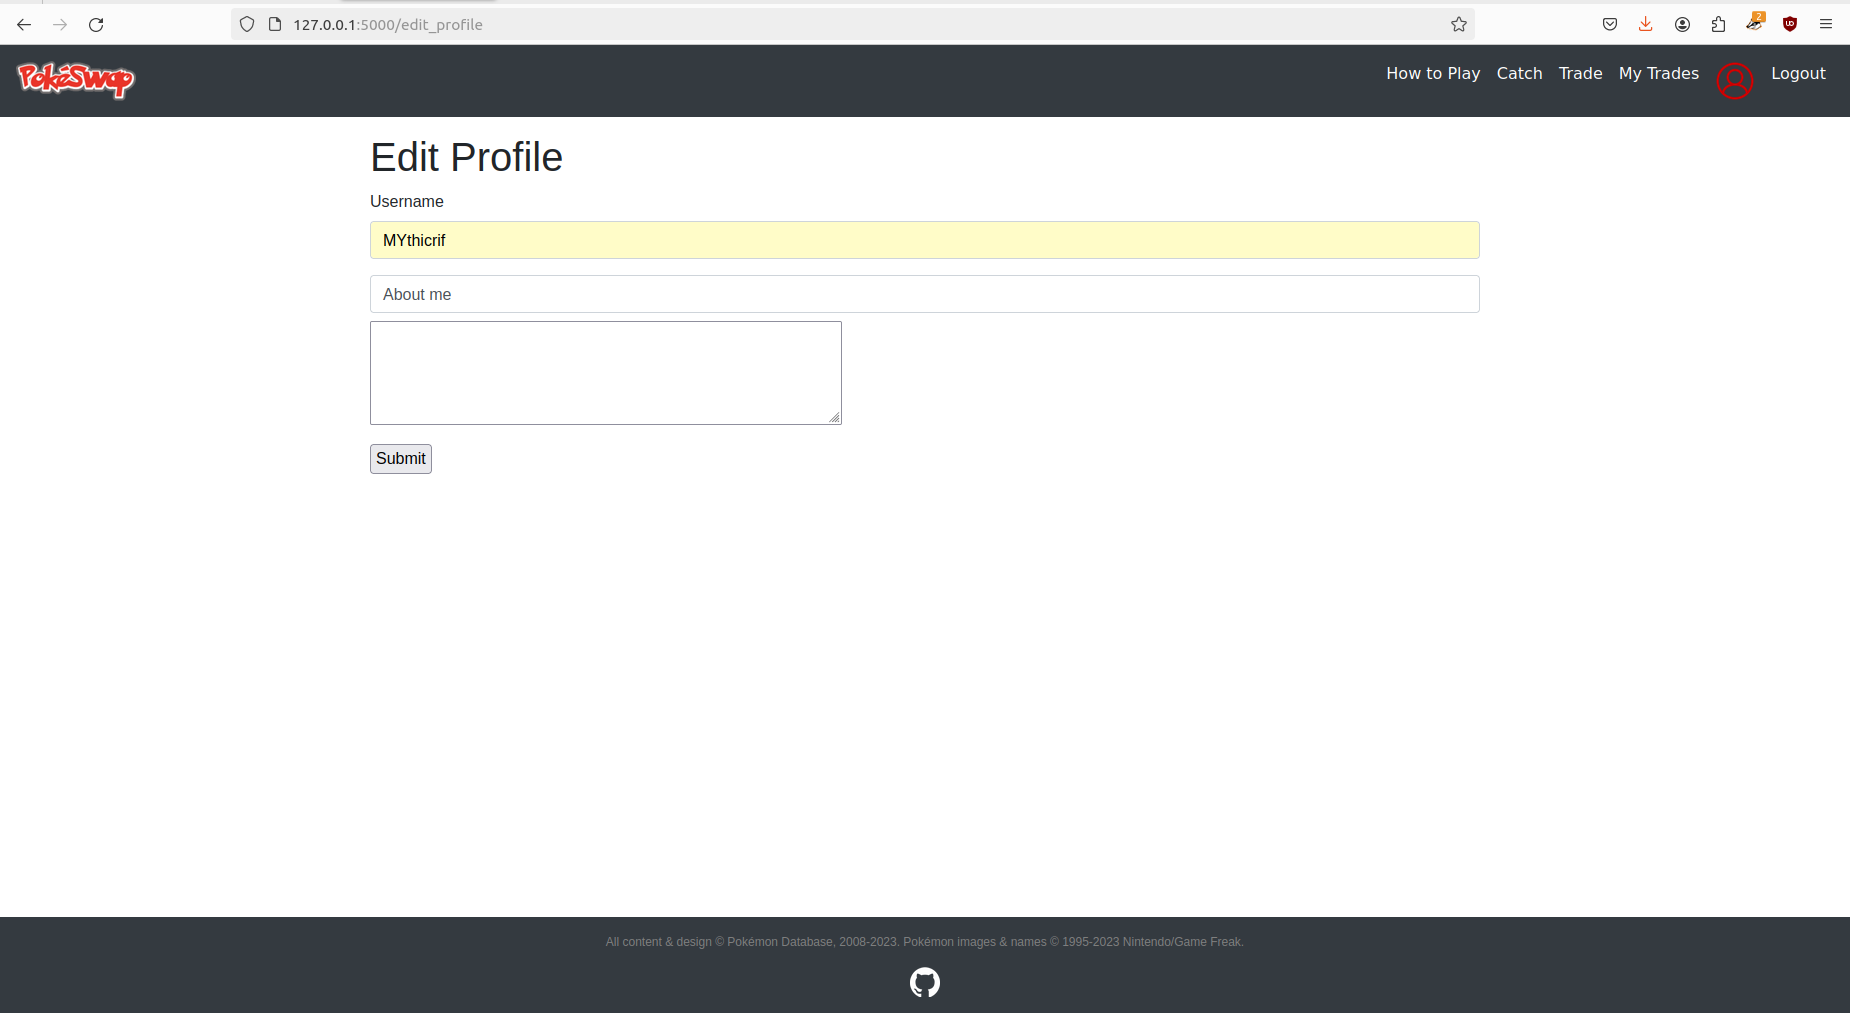 127.0.0.1:5000/edit_profile
2
PokéSwap
How to Play Catch Trade My Trades Logout
Edit Profile
Username
MYthicrif
About me
Submit
All content & design © Pokémon Database, 2008-2023. Pokémon images & names © 1995-2023 Nintendo/Game Freak.